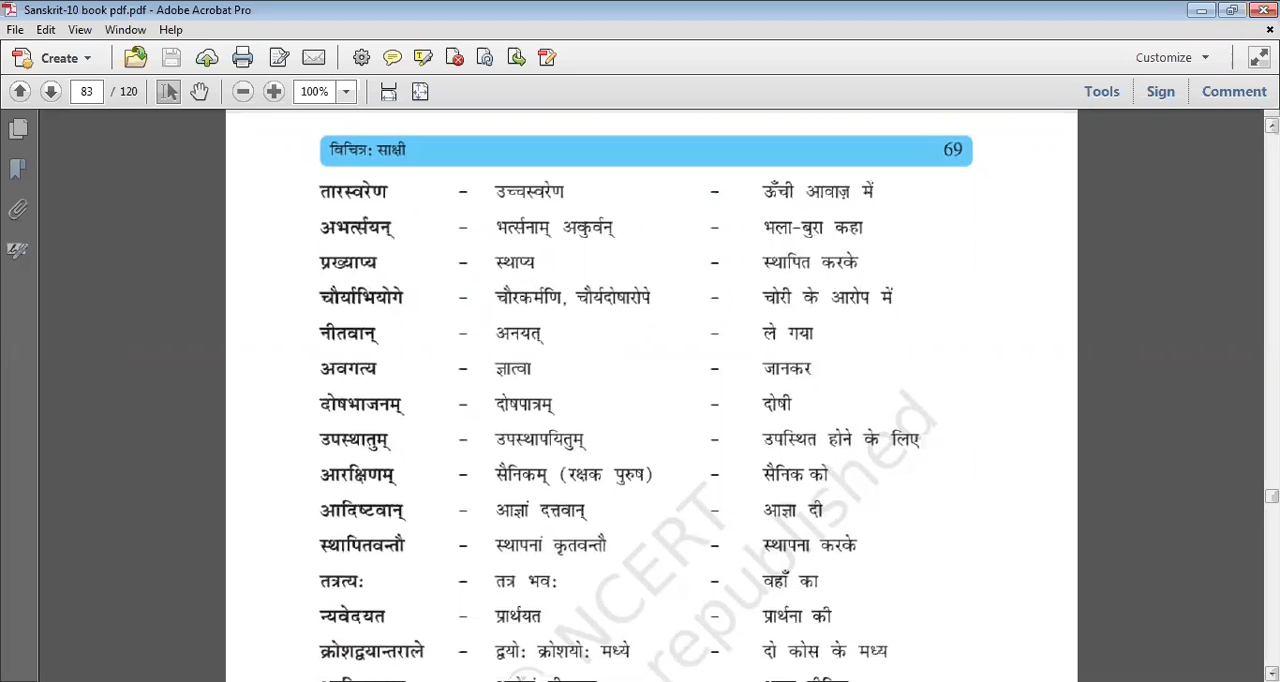 Sanskrit-10 book pdf.pdf - Adobe Acrobat Pro
File Edit View Window Help
Create Customize
83 / 120 100% Tools Sign Comment
विचित्र: साक्षी 69
तारस्वरेण - उच्चस्वरेण - ऊँची आवाज़ में
अभर्त्सयन् - भर्त्सनाम् अकुर्वन् - भला-बुरा कहा
प्रख्याप्य - स्थाप्य - स्थापित करके
चौर्याभियोगे - चौरकर्मणि, चौर्यदोषारोपे - चोरी के आरोप में
नीतवान् - अनयत् - ले गया
अवगत्य - ज्ञात्वा - जानकर
दोषभाजनम् - दोषपात्रम् - दोषी
उपस्थातुम् - उपस्थापयितुम् - उपस्थित होने के लिए
आरक्षिणम् - सैनिकम् (रक्षक पुरुष) - सैनिक को
आदिष्टवान् - आज्ञां दत्तवान् - आज्ञा दी
स्थापितवन्तौ - स्थापनां कृतवन्तौ - स्थापना करके
तत्रत्य: - तत्र भव: - वहाँ का
न्यवेदयत - प्रार्थयत - प्रार्थना की
क्रोशद्वयान्तराले - द्वयो: क्रोशयो: मध्ये - दो कोस के मध्य
© NCERT
republished